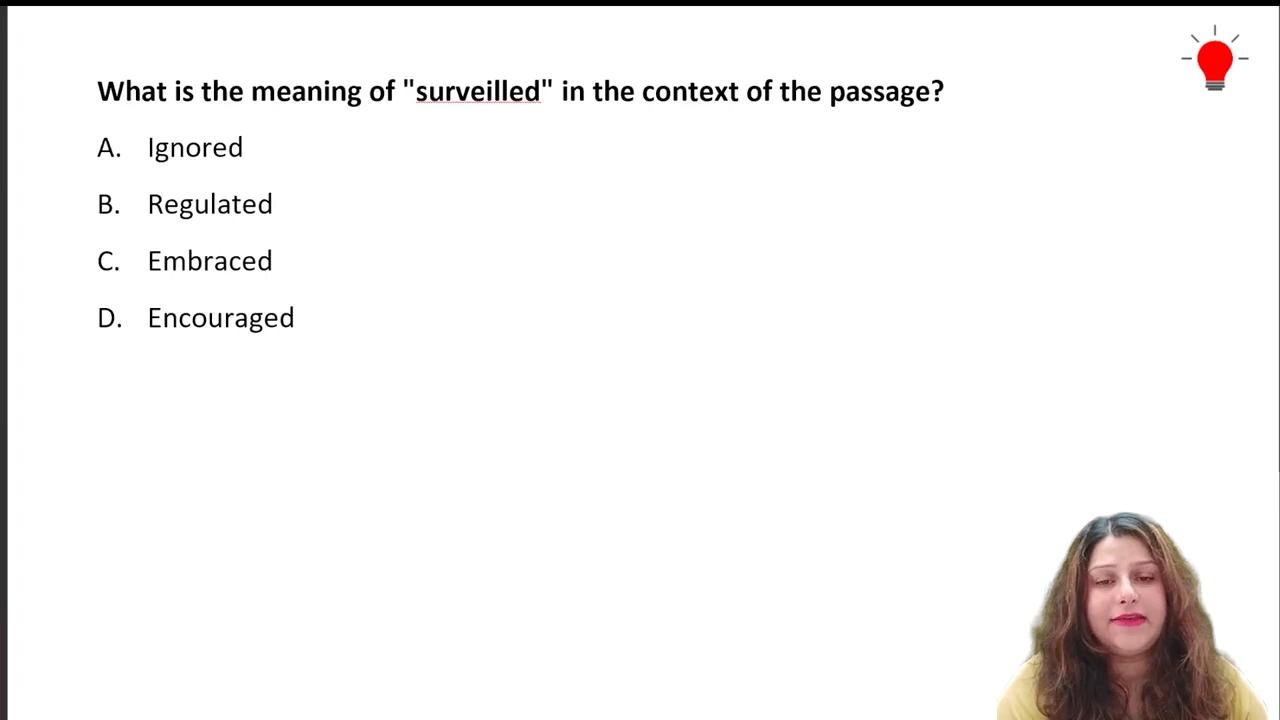 What is the meaning of "surveilled" in the context of the passage?
A. Ignored
B. Regulated
C. Embraced
D. Encouraged